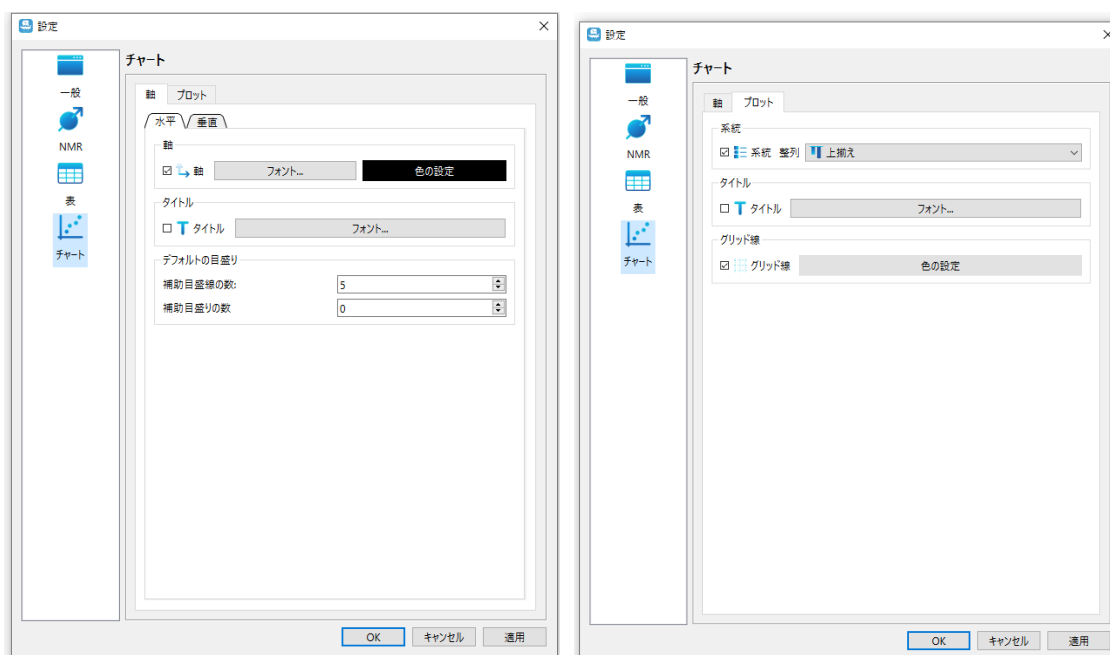 設定
チャート
一般
NMR
表
チャート
軸 プロット
水平 垂直
軸
軸 フォント... 色の設定
タイトル
タイトル フォント...
デフォルトの目盛り
補助目盛線の数: 5
補助目盛りの数 0
OK キャンセル 適用
設定
チャート
一般
NMR
表
チャート
軸 プロット
系統
系統 整列 上揃え
タイトル
タイトル フォント...
グリッド線
グリッド線 色の設定
OK キャンセル 適用